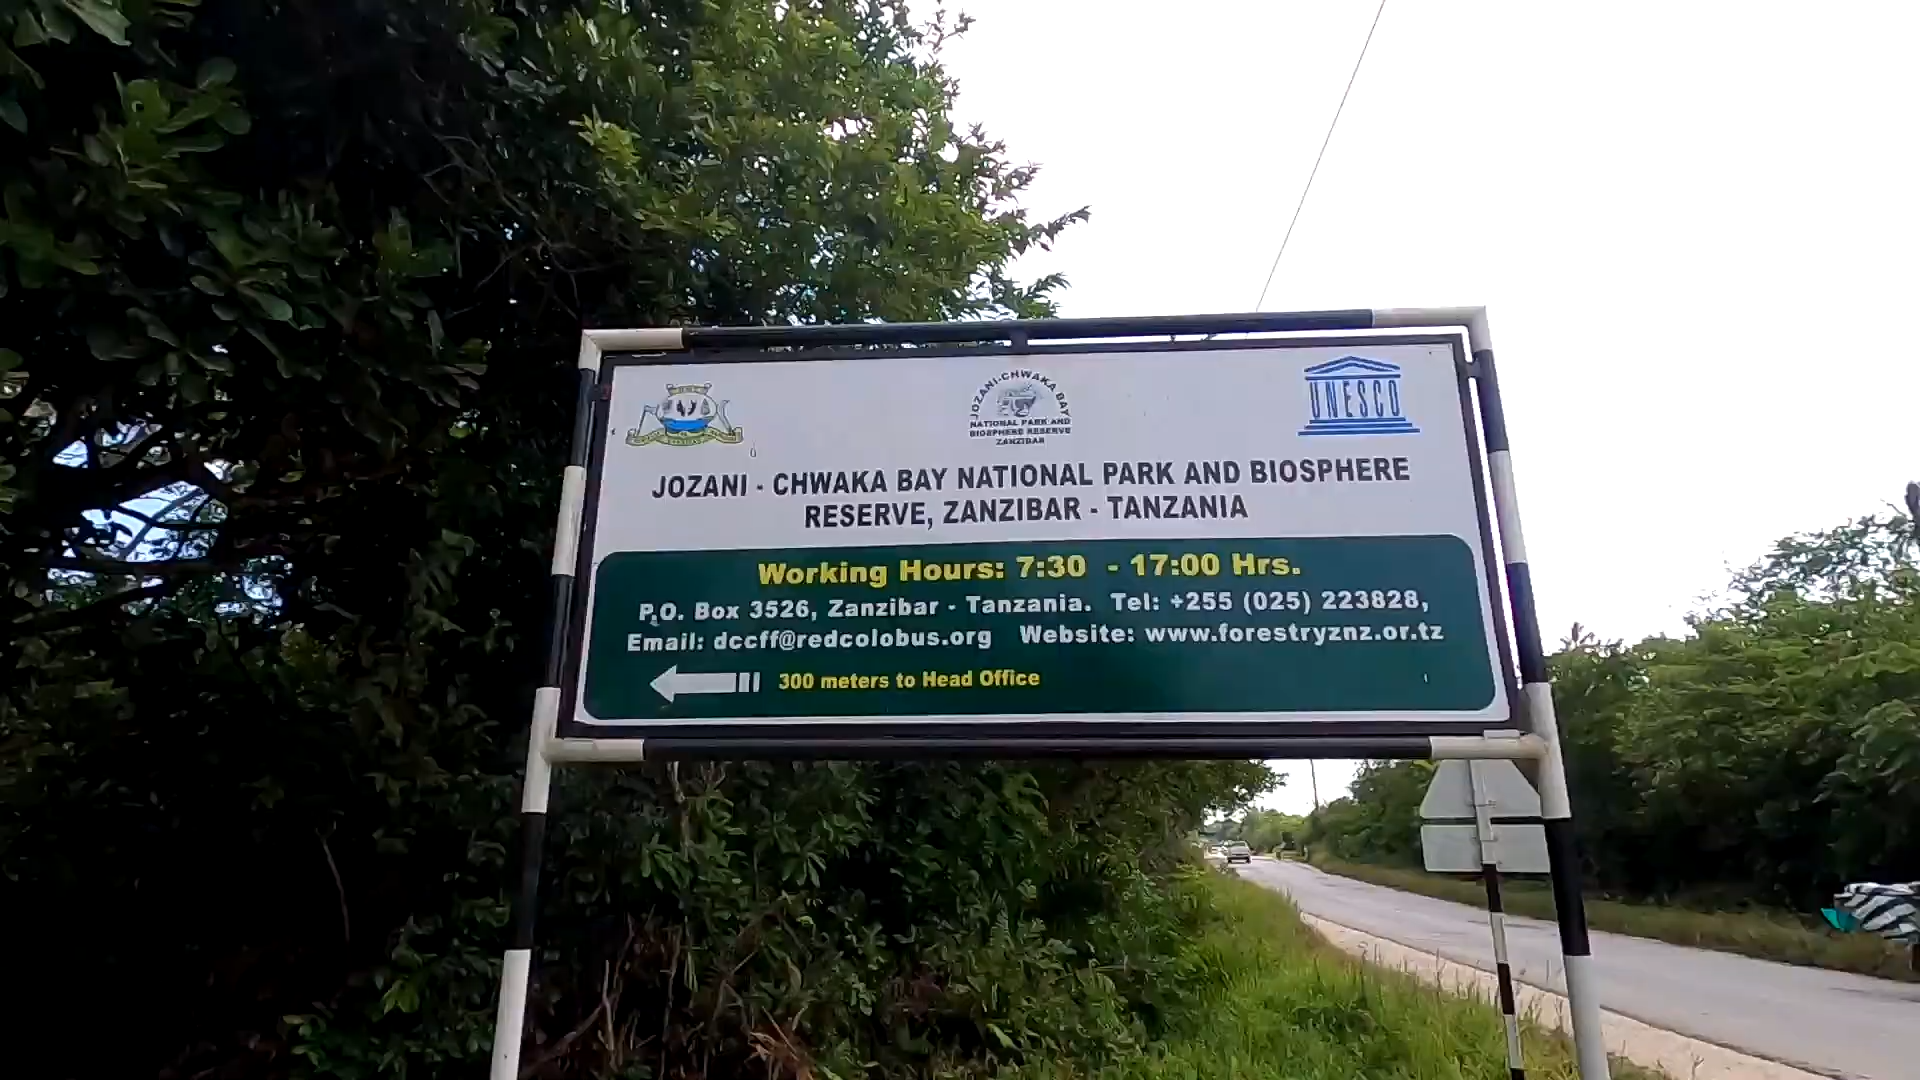 JOZANI-CHWAKA BAY
NATIONAL PARK AND
BIOSPHERE RESERVE
ZANZIBAR
UNESCO
JOZANI - CHWAKA BAY NATIONAL PARK AND BIOSPHERE
RESERVE, ZANZIBAR - TANZANIA
Working Hours: 7:30 - 17:00 Hrs.
P.O. Box 3526, Zanzibar - Tanzania. Tel: +255 (025) 223828,
Email: dccff@redcolobus.org Website: www.forestryznz.or.tz
300 meters to Head Office